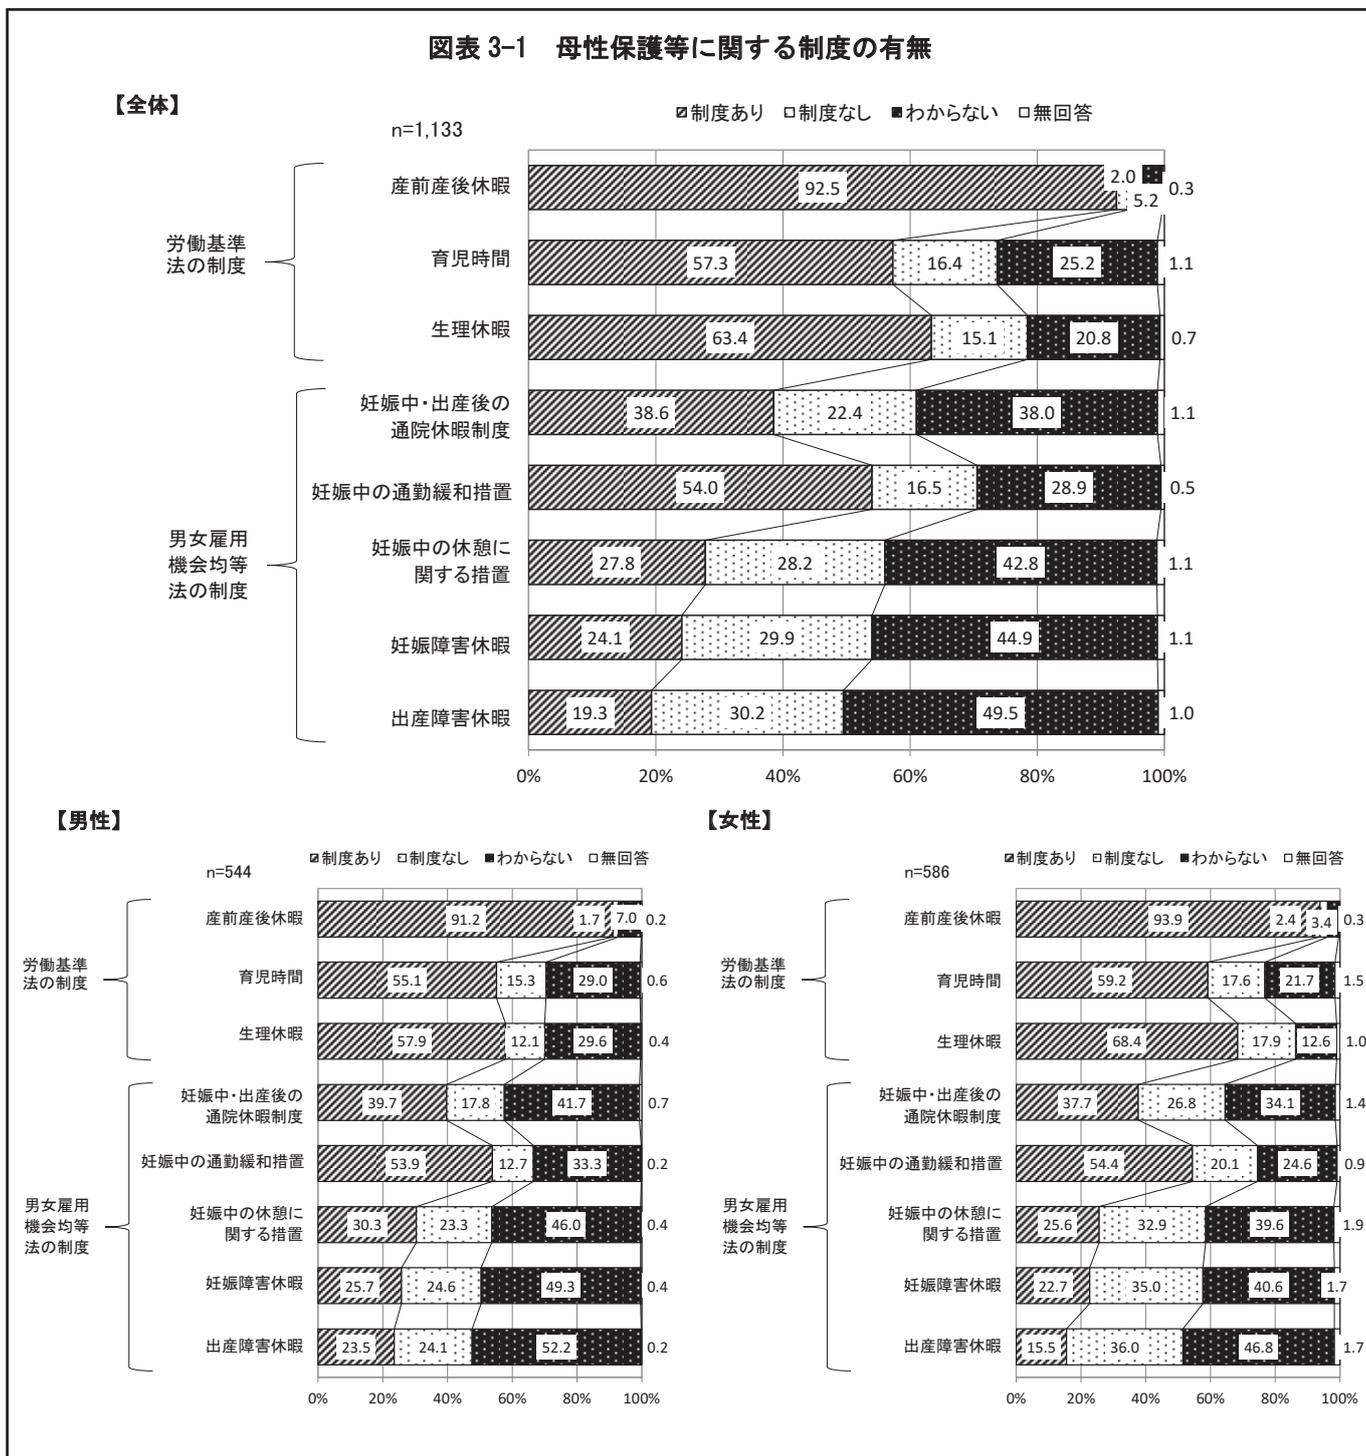 図表 3-1 母性保護等に関する制度の有無
【全体】
制度あり 制度なし わからない 無回答
n=1,133
労働基準
法の制度
産前産後休暇 92.5 2.0 5.2 0.3
育児時間 57.3 16.4 25.2 1.1
生理休暇 63.4 15.1 20.8 0.7
男女雇用
機会均等
法の制度
妊娠中・出産後の
通院休暇制度 38.6 22.4 38.0 1.1
妊娠中の通勤緩和措置 54.0 16.5 28.9 0.5
妊娠中の休憩に
関する措置 27.8 28.2 42.8 1.1
妊娠障害休暇 24.1 29.9 44.9 1.1
出産障害休暇 19.3 30.2 49.5 1.0
0% 20% 40% 60% 80% 100%
【男性】
制度あり 制度なし わからない 無回答
n=544
労働基準
法の制度
産前産後休暇 91.2 1.7 7.0 0.2
育児時間 55.1 15.3 29.0 0.6
生理休暇 57.9 12.1 29.6 0.4
男女雇用
機会均等
法の制度
妊娠中・出産後の
通院休暇制度 39.7 17.8 41.7 0.7
妊娠中の通勤緩和措置 53.9 12.7 33.3 0.2
妊娠中の休憩に
関する措置 30.3 23.3 46.0 0.4
妊娠障害休暇 25.7 24.6 49.3 0.4
出産障害休暇 23.5 24.1 52.2 0.2
0% 20% 40% 60% 80% 100%
【女性】
制度あり 制度なし わからない 無回答
n=586
労働基準
法の制度
産前産後休暇 93.9 2.4 3.4 0.3
育児時間 59.2 17.6 21.7 1.5
生理休暇 68.4 17.9 12.6 1.0
男女雇用
機会均等
法の制度
妊娠中・出産後の
通院休暇制度 37.7 26.8 34.1 1.4
妊娠中の通勤緩和措置 54.4 20.1 24.6 0.9
妊娠中の休憩に
関する措置 25.6 32.9 39.6 1.9
妊娠障害休暇 22.7 35.0 40.6 1.7
出産障害休暇 15.5 36.0 46.8 1.7
0% 20% 40% 60% 80% 100%